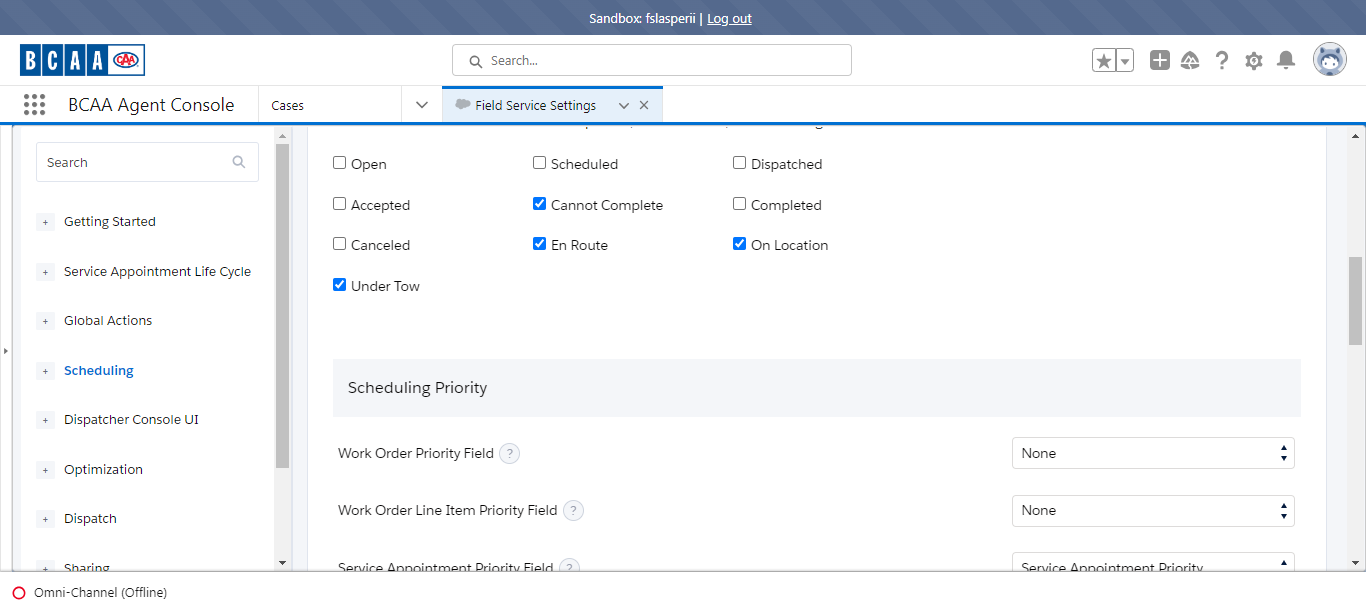 Sandbox: fslasperii | Log out
BCAA CAA
Search...
BCAA Agent Console
Cases
Field Service Settings
Search
Getting Started
Service Appointment Life Cycle
Global Actions
Scheduling
Dispatcher Console UI
Optimization
Dispatch
Sharing
Open Scheduled Dispatched
Accepted Cannot Complete Completed
Canceled En Route On Location
Under Tow
Scheduling Priority
Work Order Priority Field ? None
Work Order Line Item Priority Field ? None
Service Appointment Priority Field ? Service Appointment Priority
Omni-Channel (Offline)